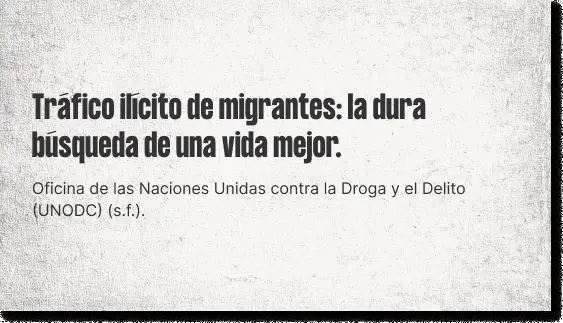 Tráfico ilícito de migrantes: la dura
búsqueda de una vida mejor.
Oficina de las Naciones Unidas contra la Droga y el Delito
(UNODC) (s.f.).